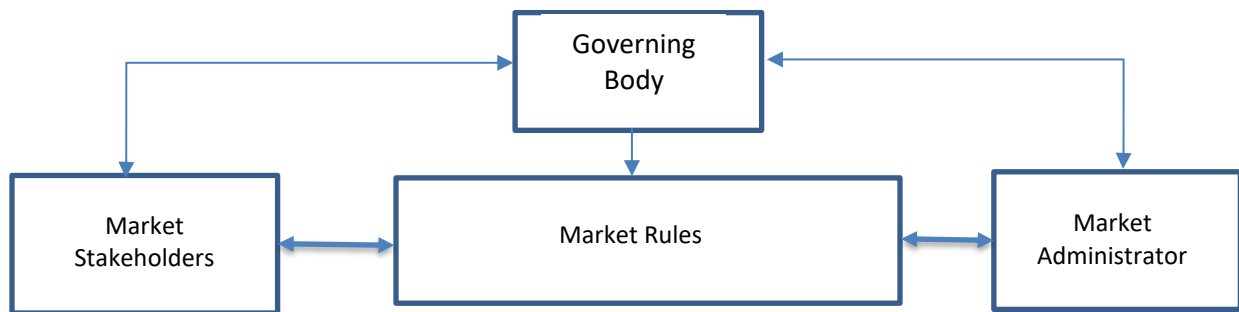 Governing
Body
Market
Stakeholders
Market Rules
Market
Administrator